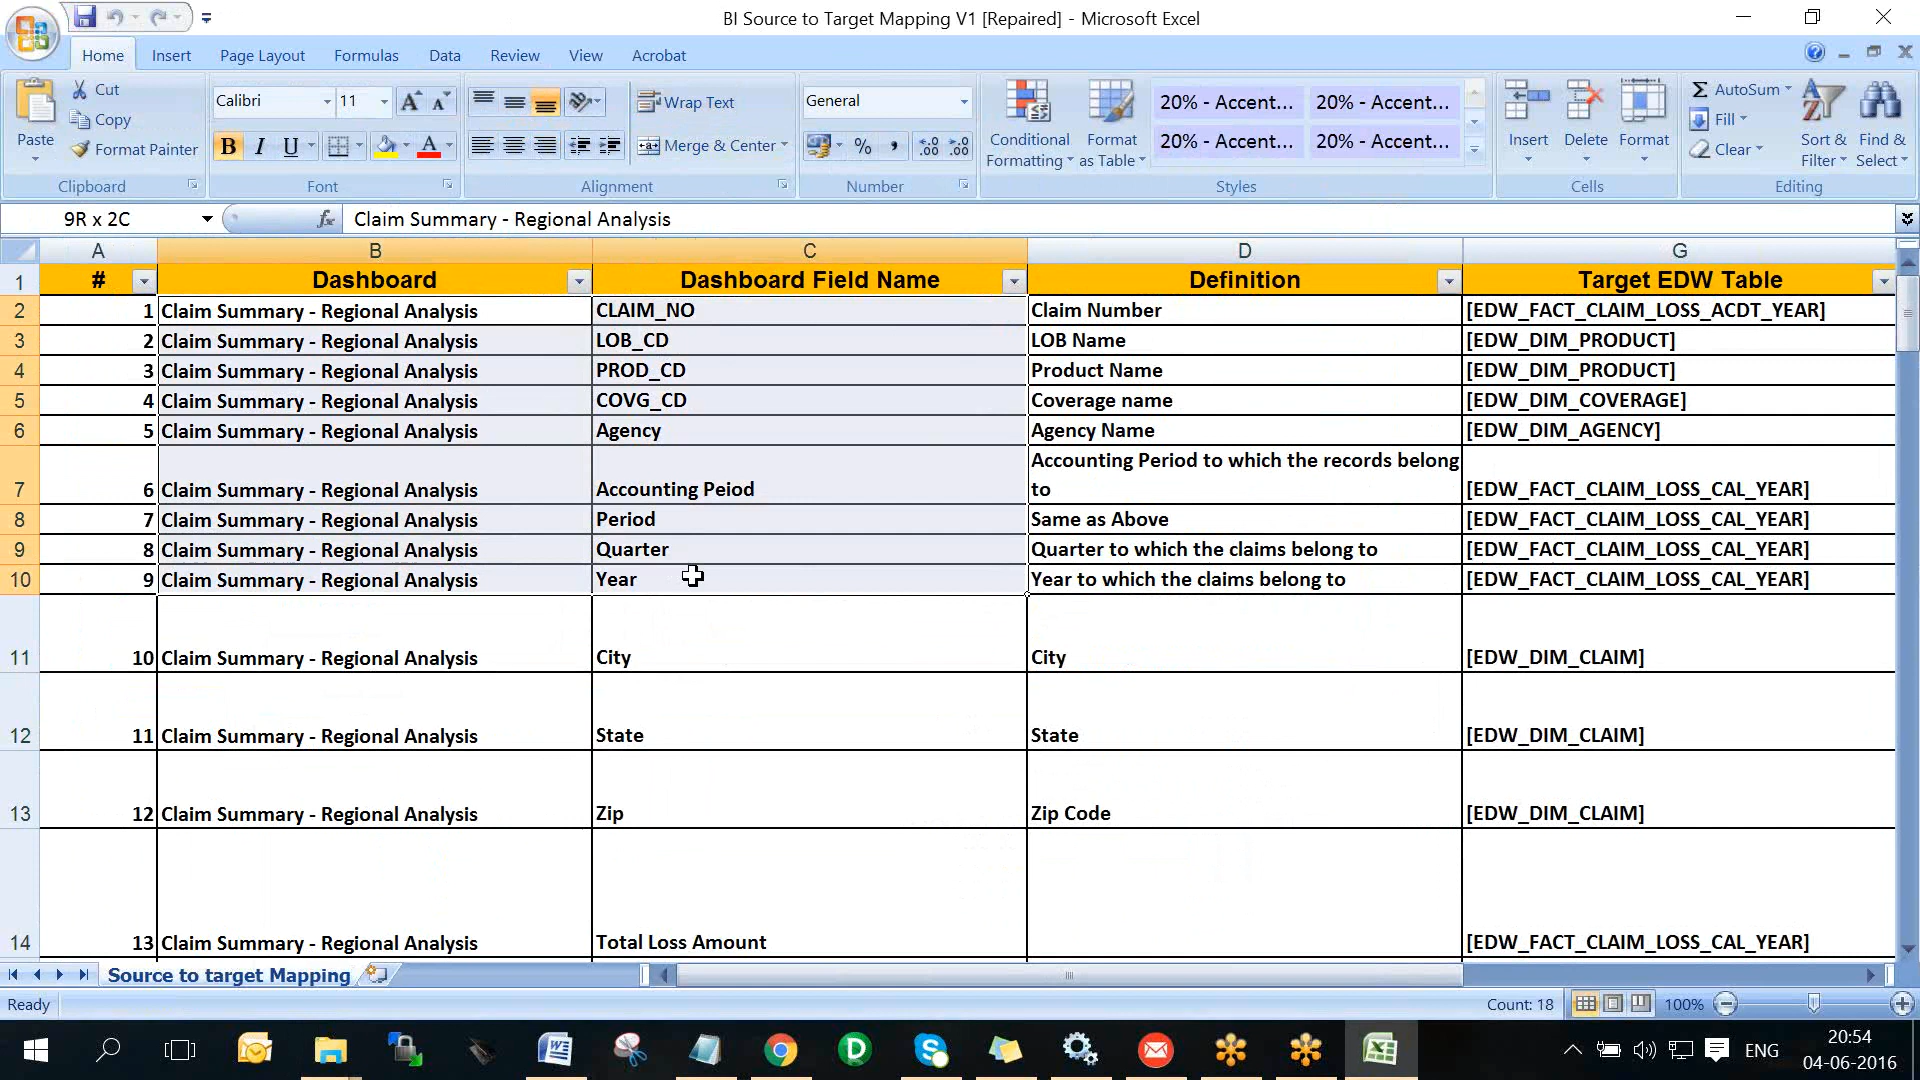 BI Source to Target Mapping V1 [Repaired] - Microsoft Excel
Home Insert Page Layout Formulas Data Review View Acrobat
Paste
Cut
Copy
Format Painter
Clipboard
Calibri 11
B I U A
Font
Wrap Text
Merge & Center
Alignment
General
% ,
Number
Conditional Formatting
Format as Table
20% - Accent... 20% - Accent...
20% - Accent... 20% - Accent...
Styles
Insert Delete Format
Cells
AutoSum
Fill
Clear
Sort & Filter
Find & Select
Editing
9R x 2C fx Claim Summary - Regional Analysis
A B C D G
1 # Dashboard Dashboard Field Name Definition Target EDW Table
2 1 Claim Summary - Regional Analysis CLAIM_NO Claim Number [EDW_FACT_CLAIM_LOSS_ACDT_YEAR]
3 2 Claim Summary - Regional Analysis LOB_CD LOB Name [EDW_DIM_PRODUCT]
4 3 Claim Summary - Regional Analysis PROD_CD Product Name [EDW_DIM_PRODUCT]
5 4 Claim Summary - Regional Analysis COVG_CD Coverage name [EDW_DIM_COVERAGE]
6 5 Claim Summary - Regional Analysis Agency Agency Name [EDW_DIM_AGENCY]
Accounting Period to which the records belong
7 6 Claim Summary - Regional Analysis Accounting Peiod to [EDW_FACT_CLAIM_LOSS_CAL_YEAR]
8 7 Claim Summary - Regional Analysis Period Same as Above [EDW_FACT_CLAIM_LOSS_CAL_YEAR]
9 8 Claim Summary - Regional Analysis Quarter Quarter to which the claims belong to [EDW_FACT_CLAIM_LOSS_CAL_YEAR]
10 9 Claim Summary - Regional Analysis Year Year to which the claims belong to [EDW_FACT_CLAIM_LOSS_CAL_YEAR]
11 10 Claim Summary - Regional Analysis City City [EDW_DIM_CLAIM]
12 11 Claim Summary - Regional Analysis State State [EDW_DIM_CLAIM]
13 12 Claim Summary - Regional Analysis Zip Zip Code [EDW_DIM_CLAIM]
14 13 Claim Summary - Regional Analysis Total Loss Amount [EDW_FACT_CLAIM_LOSS_CAL_YEAR]
Source to target Mapping
Ready Count: 18 100%
ENG 20:54
04-06-2016